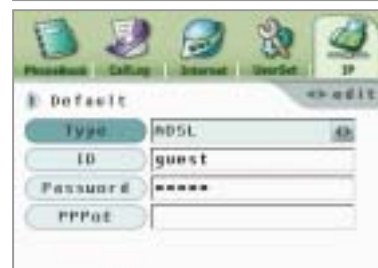 PhoneBook CallLog Internet UserSet IP
<> edit
Default
Type ADSL
ID guest
Password *****
PPPoE